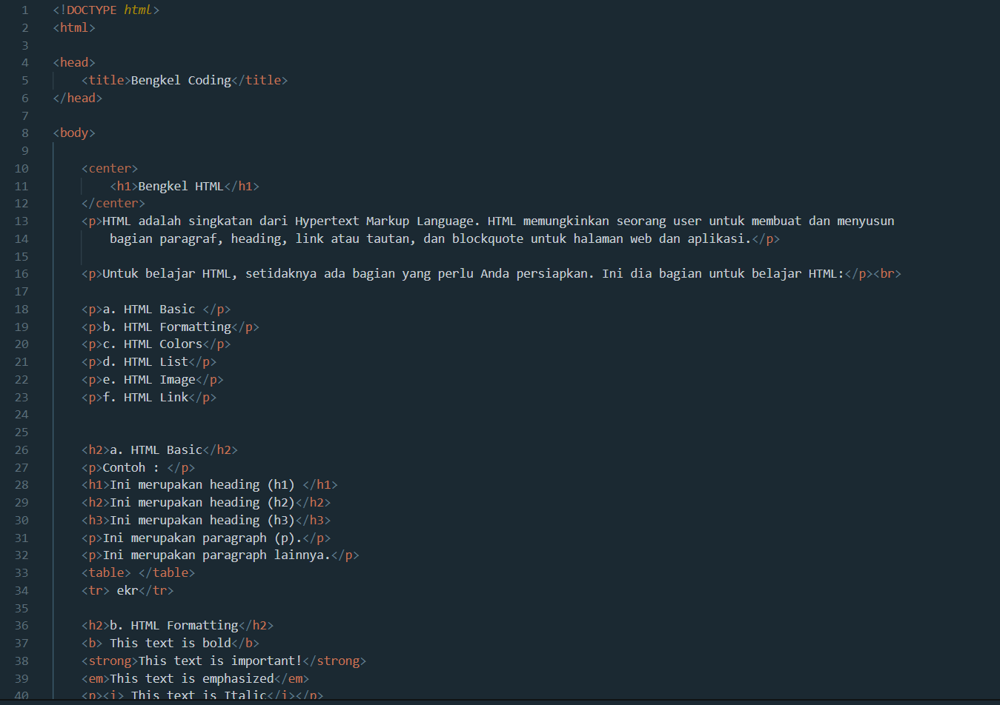 1 <!DOCTYPE html>
2 <html>
3
4 <head>
5 <title>Bengkel Coding</title>
6 </head>
7
8 <body>
9
10 <center>
11 <h1>Bengkel HTML</h1>
12 </center>
13 <p>HTML adalah singkatan dari Hypertext Markup Language. HTML memungkinkan seorang user untuk membuat dan menyusun
14 bagian paragraf, heading, link atau tautan, dan blockquote untuk halaman web dan aplikasi.</p>
15
16 <p>Untuk belajar HTML, setidaknya ada bagian yang perlu Anda persiapkan. Ini dia bagian untuk belajar HTML:</p><br>
17
18 <p>a. HTML Basic </p>
19 <p>b. HTML Formatting</p>
20 <p>c. HTML Colors</p>
21 <p>d. HTML List</p>
22 <p>e. HTML Image</p>
23 <p>f. HTML Link</p>
24
25
26 <h2>a. HTML Basic</h2>
27 <p>Contoh : </p>
28 <h1>Ini merupakan heading (h1) </h1>
29 <h2>Ini merupakan heading (h2)</h2>
30 <h3>Ini merupakan heading (h3)</h3>
31 <p>Ini merupakan paragraph (p).</p>
32 <p>Ini merupakan paragraph lainnya.</p>
33 <table> </table>
34 <tr> ekr</tr>
35
36 <h2>b. HTML Formatting</h2>
37 <b> This text is bold</b>
38 <strong>This text is important!</strong>
39 <em>This text is emphasized</em>
40 <p><i> This text is Italic</i></p>